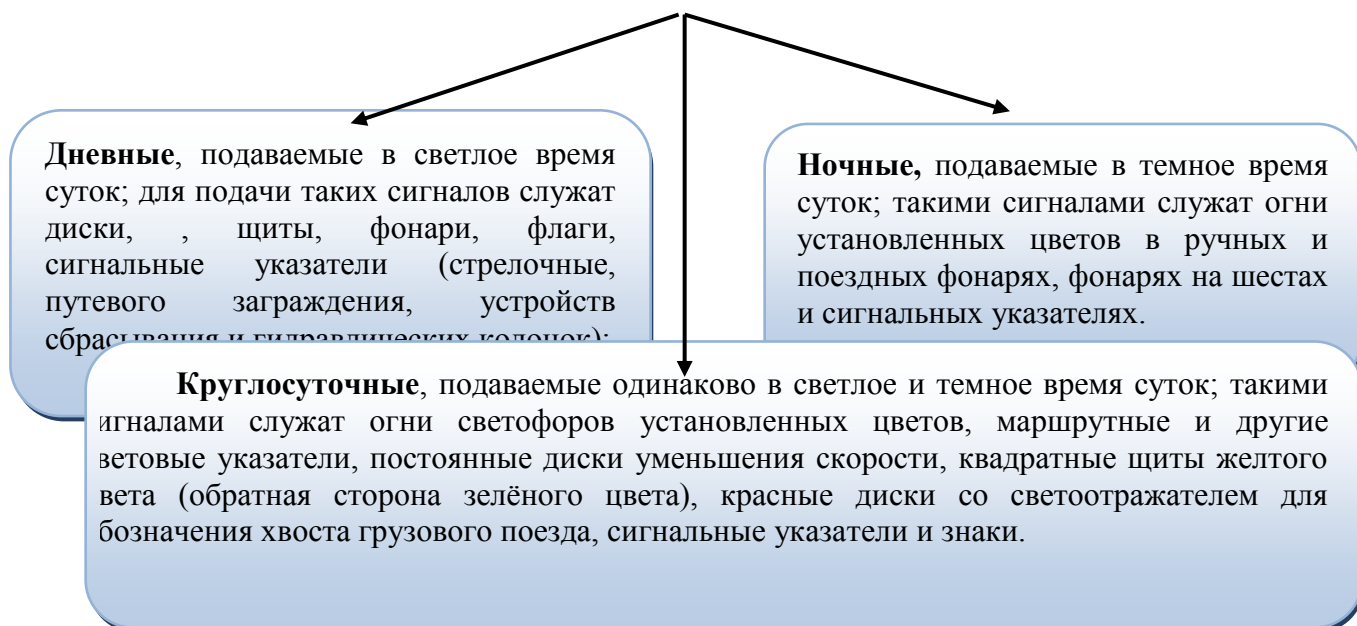 Дневные, подаваемые в светлое время
суток; для подачи таких сигналов служат
диски, , щиты, фонари, флаги,
сигнальные указатели (стрелочные,
путевого заграждения, устройств
сбрасывания и гидравлических колонок);
Ночные, подаваемые в темное время
суток; такими сигналами служат огни
установленных цветов в ручных и
поездных фонарях, фонарях на шестах
и сигнальных указателях.
Круглосуточные, подаваемые одинаково в светлое и темное время суток; такими
игналами служат огни светофоров установленных цветов, маршрутные и другие
ветовые указатели, постоянные диски уменьшения скорости, квадратные щиты желтого
вета (обратная сторона зелёного цвета), красные диски со светоотражателем для
бозначения хвоста грузового поезда, сигнальные указатели и знаки.